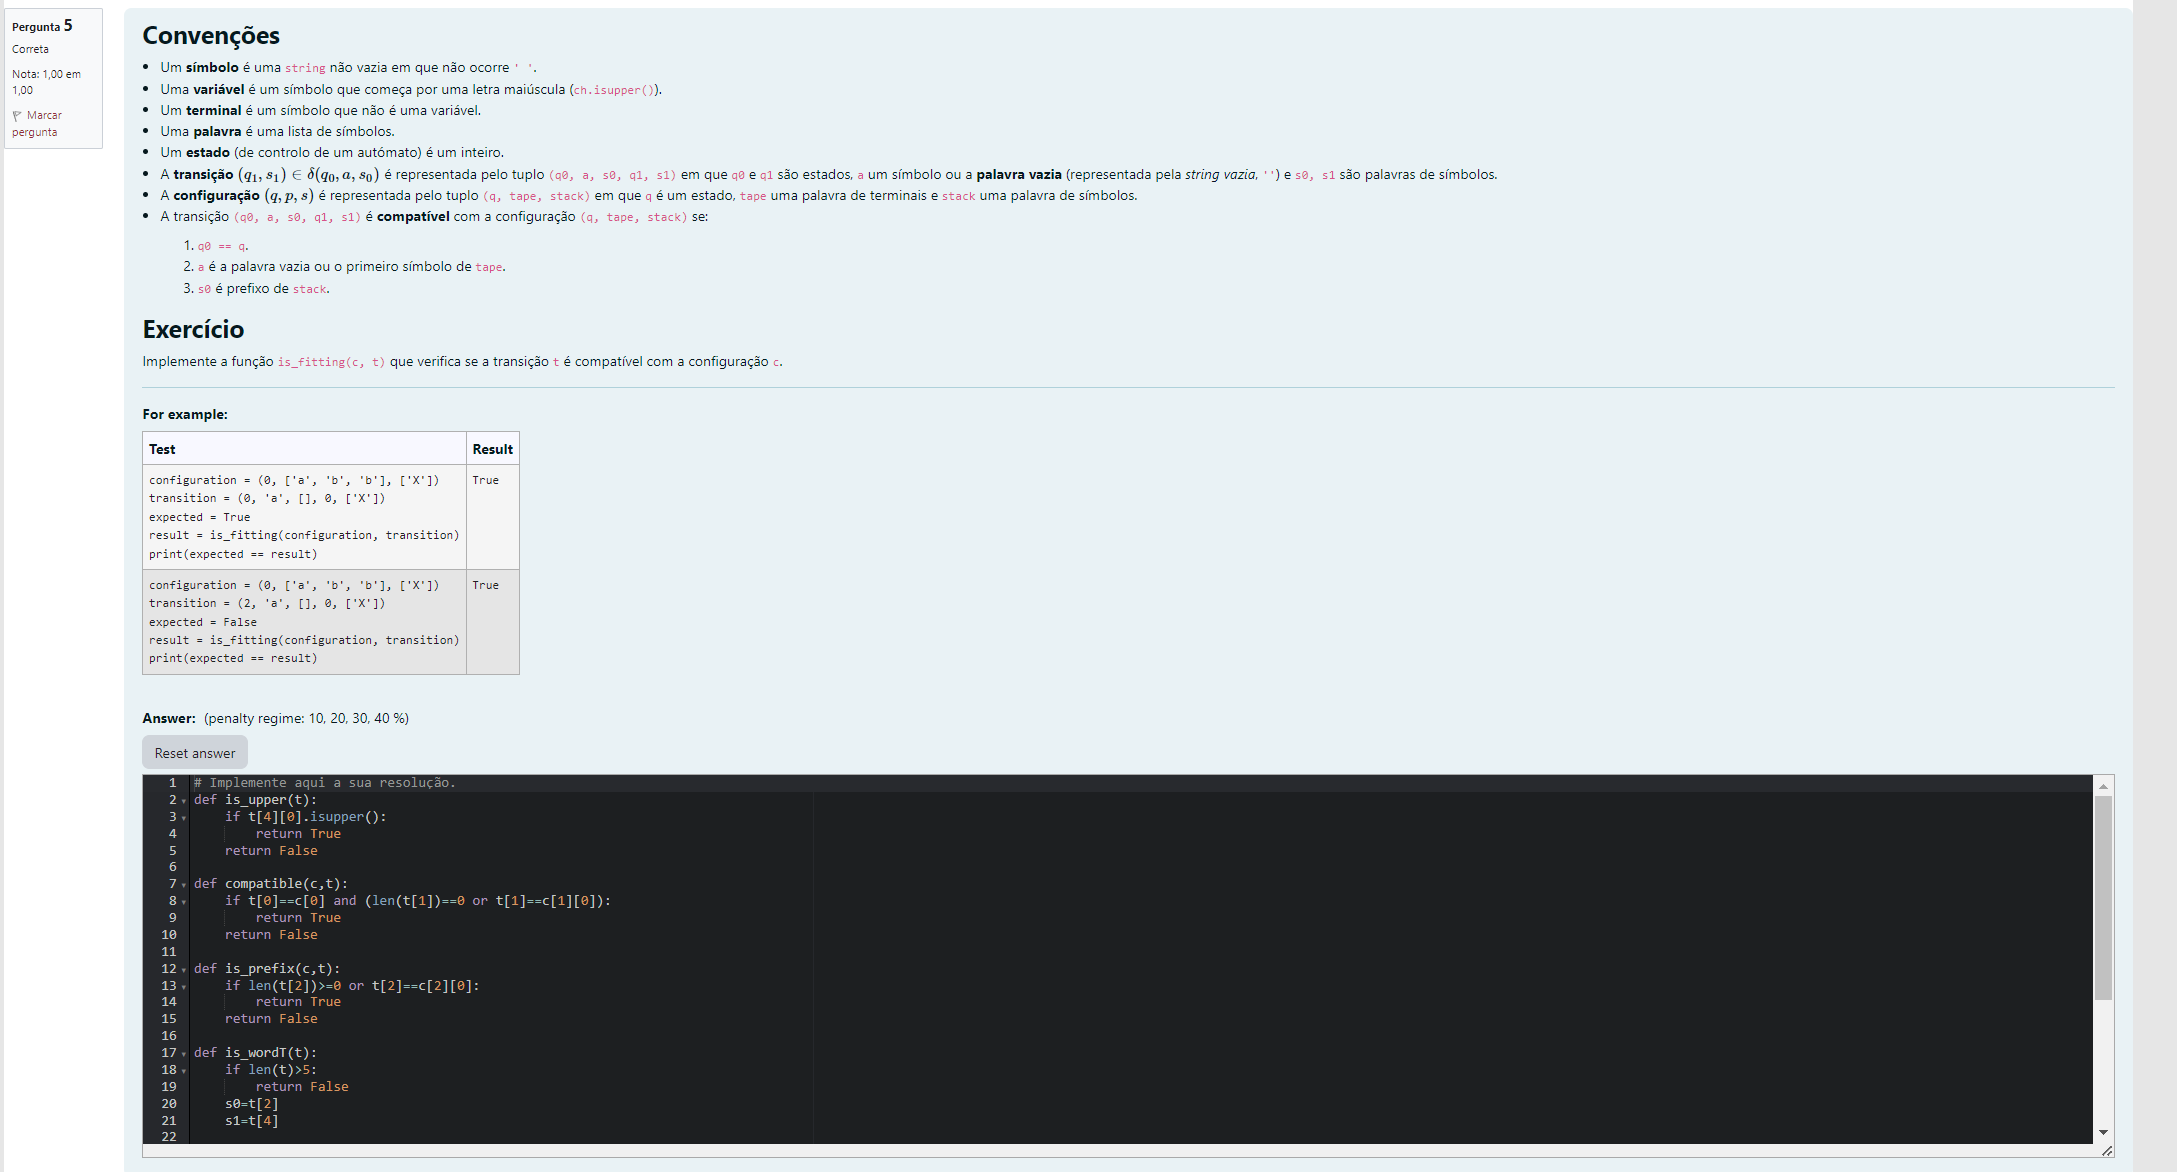 Pergunta 5
Correta
Nota: 1,00 em
1,00
Marcar
pergunta
Convenções
• Um símbolo é uma string não vazia em que não ocorre ' '.
• Uma variável é um símbolo que começa por uma letra maiúscula (ch.isupper()).
• Um terminal é um símbolo que não é uma variável.
• Uma palavra é uma lista de símbolos.
• Um estado (de controlo de um autómato) é um inteiro.
• A transição (q₁, s₁) ∈ δ(q₀, a, s₀) é representada pelo tuplo (q0, a, s0, q1, s1) em que q0 e q1 são estados, a um símbolo ou a palavra vazia (representada pela string vazia, '') e s0, s1 são palavras de símbolos.
• A configuração (q, p, s) é representada pelo tuplo (q, tape, stack) em que q é um estado, tape uma palavra de terminais e stack uma palavra de símbolos.
• A transição (q0, a, s0, q1, s1) é compatível com a configuração (q, tape, stack) se:
1. q0 == q.
2. a é a palavra vazia ou o primeiro símbolo de tape.
3. s0 é prefixo de stack.
Exercício
Implemente a função is_fitting(c, t) que verifica se a transição t é compatível com a configuração c.
For example:
Test Result
configuration = (0, ['a', 'b', 'b'], ['X']) True
transition = (0, 'a', [], 0, ['X'])
expected = True
result = is_fitting(configuration, transition)
print(expected == result)
configuration = (0, ['a', 'b', 'b'], ['X']) True
transition = (2, 'a', [], 0, ['X'])
expected = False
result = is_fitting(configuration, transition)
print(expected == result)
Answer: (penalty regime: 10, 20, 30, 40 %)
Reset answer
1 # Implemente aqui a sua resolução.
2 def is_upper(t):
3     if t[4][0].isupper():
4         return True
5     return False
6
7 def compatible(c,t):
8     if t[0]==c[0] and (len(t[1])==0 or t[1]==c[1][0]):
9         return True
10     return False
11
12 def is_prefix(c,t):
13     if len(t[2])>=0 or t[2]==c[2][0]:
14         return True
15     return False
16
17 def is_wordT(t):
18     if len(t)>5:
19         return False
20     s0=t[2]
21     s1=t[4]
22